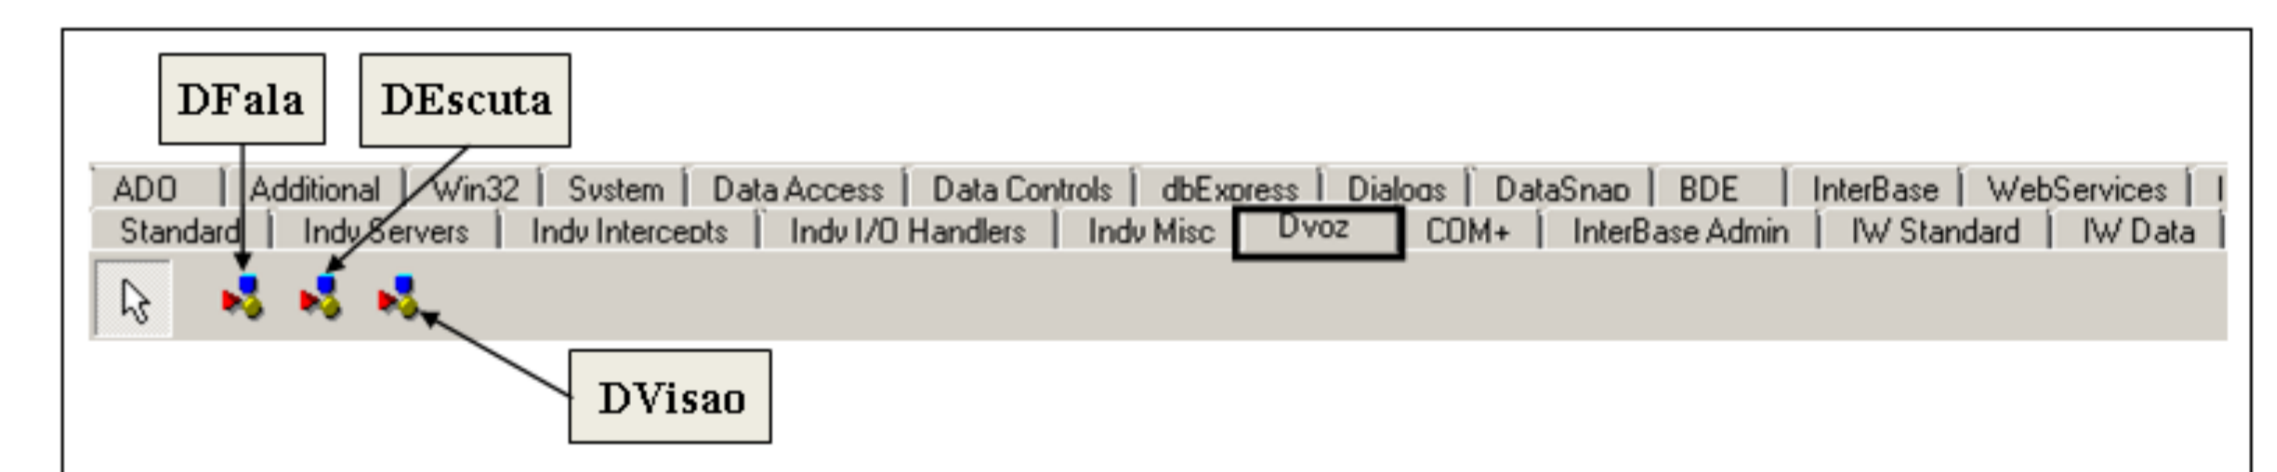 DFala DEscuta
ADO Additional Win32 System Data Access Data Controls dbExpress Dialogs DataSnap BDE InterBase WebServices
Standard Indy Servers Indy Intercepts Indy I/O Handlers Indy Misc Dvoz COM+ InterBase Admin IW Standard IW Data
DVisao